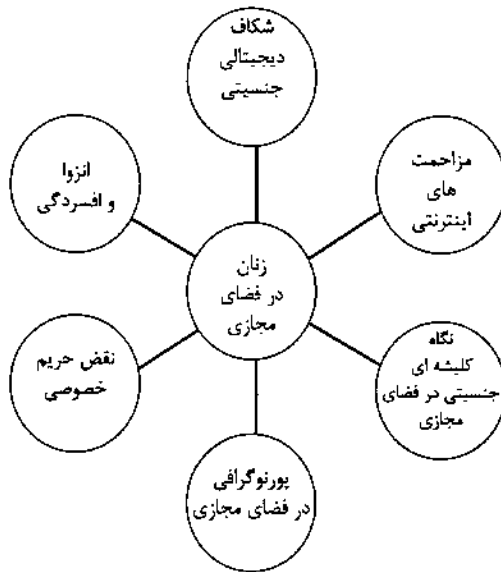 شکاف
دیجیتالی
جنسیتی
مزاحمت
های
اینترنتی
انزوا
و افسردگی
زنان
در فضای
مجازی
نگاه
کلیشه ای
جنسیتی در فضای
مجازی
نقض حریم
خصوصی
پورنوگرافی
در فضای مجازی